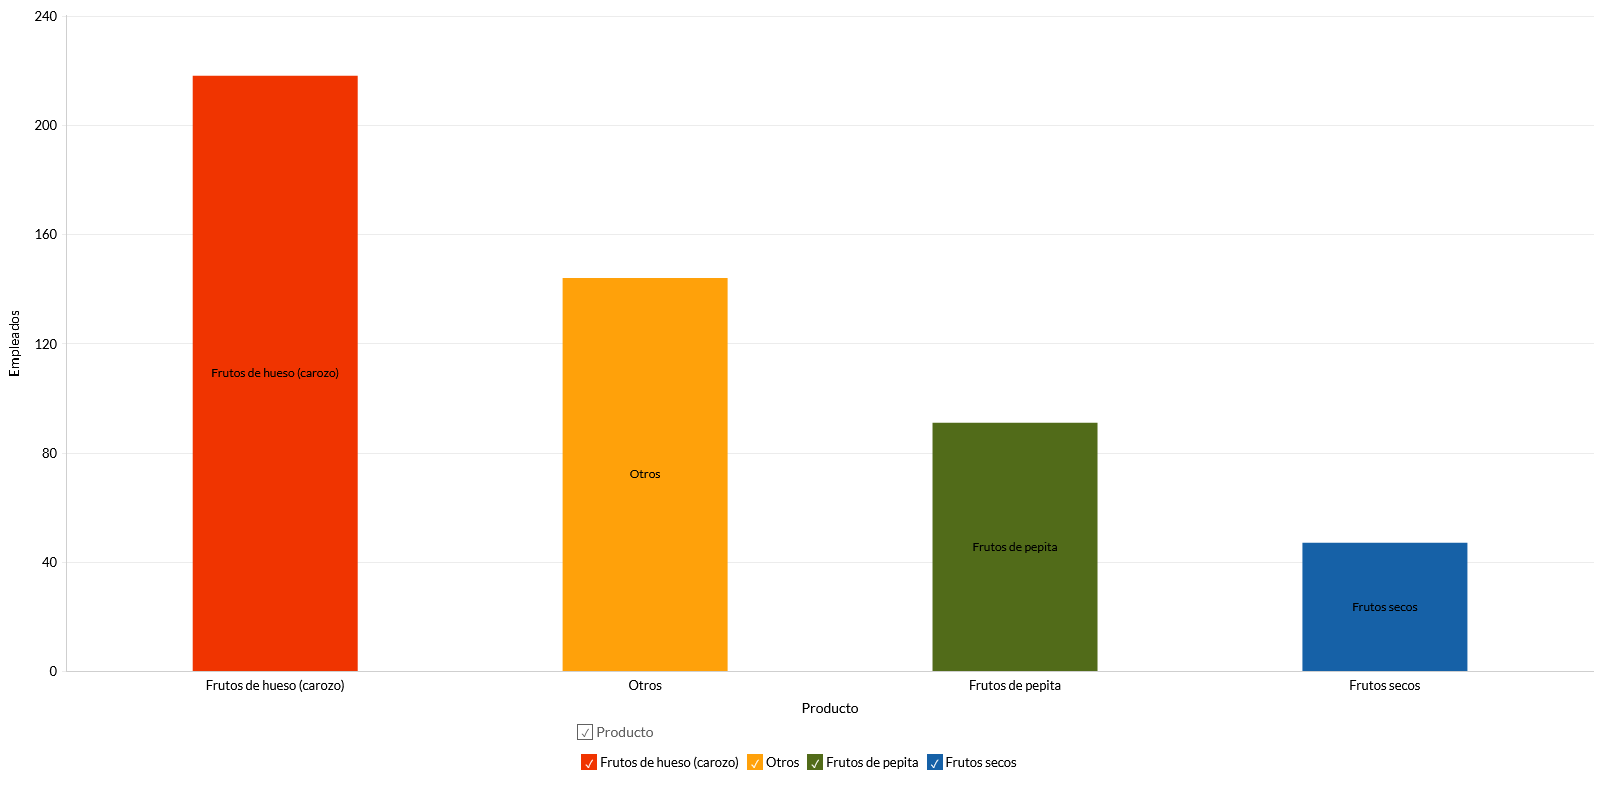 240
200
160
120
80
40
0
Empleados
Frutos de hueso (carozo)
Otros
Frutos de pepita
Frutos secos
Frutos de hueso (carozo) Otros Frutos de pepita Frutos secos
Producto
Producto
Frutos de hueso (carozo) Otros Frutos de pepita Frutos secos